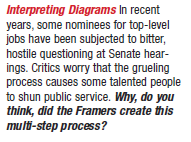 Interpreting Diagrams In recent
years, some nominees for top-level
jobs have been subjected to bitter,
hostile questioning at Senate hear-
ings. Critics worry that the grueling
process causes some talented people
to shun public service. Why, do you
think, did the Framers create this
multi-step process?